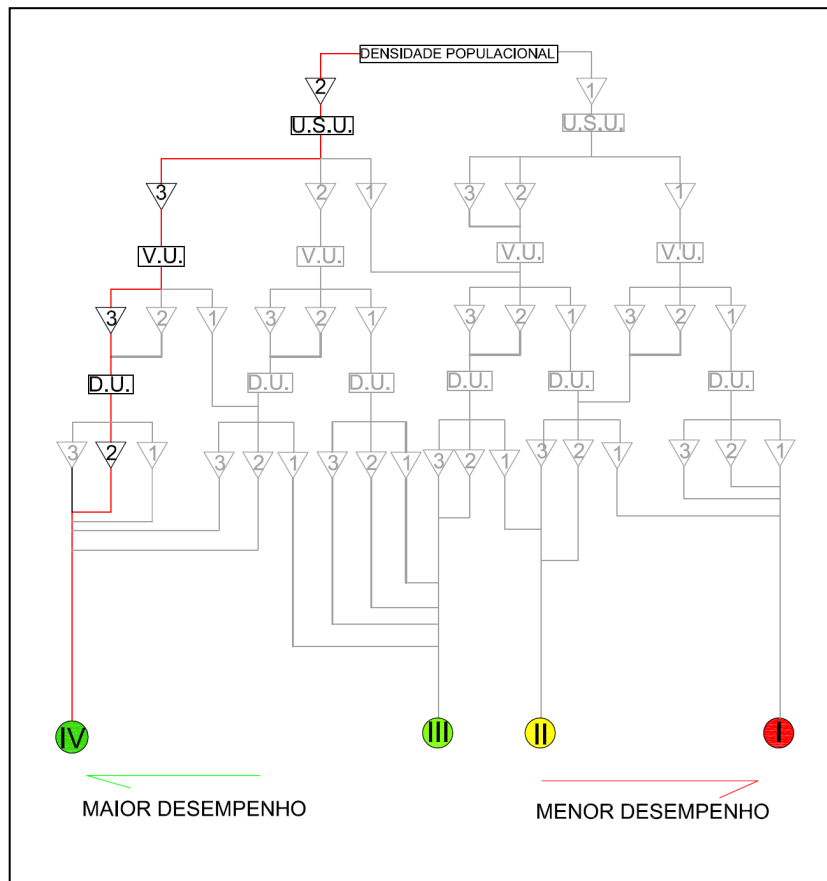 DENSIDADE POPULACIONAL
2 1
U.S.U. U.S.U.
3 2 1 3 2 1
V.U. V.U. V.U. V.U.
3 2 1 3 2 1 3 2 1 3 2 1
D.U. D.U. D.U. D.U. D.U.
3 2 1 3 2 1 3 2 1 3 2 1 3 2 1 3 2 1
IV III II I
MAIOR DESEMPENHO MENOR DESEMPENHO